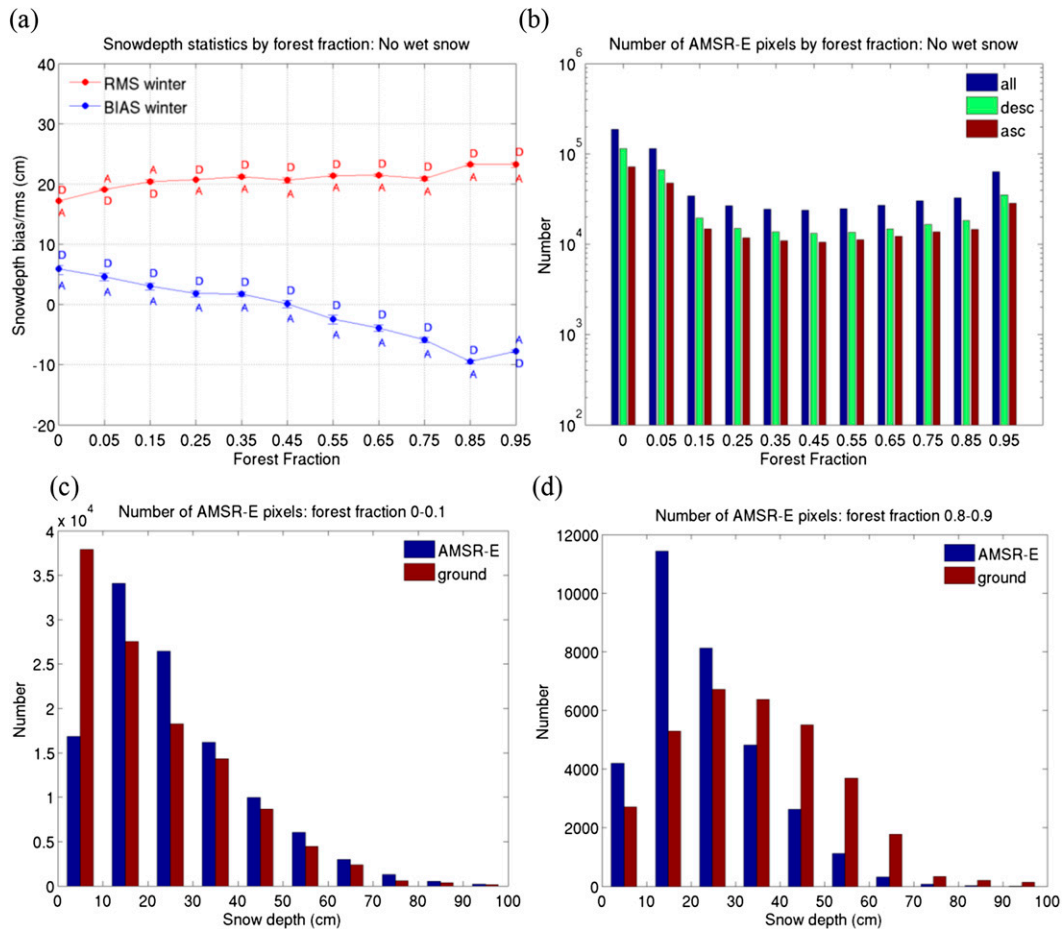 (a)
Snowdepth statistics by forest fraction: No wet snow
40
30
20
10
0
-10
-20
Snowdepth bias/rms (cm)
RMS winter
BIAS winter
D A A D D D D D D D D
A D D A A A A A A A A
D D D D D D D D D D A
A A A A A A A A A A D
0 0.05 0.15 0.25 0.35 0.45 0.55 0.65 0.75 0.85 0.95
Forest Fraction
(b)
Number of AMSR-E pixels by forest fraction: No wet snow
10^6
10^5
10^4
10^3
10^2
Number
all
desc
asc
0 0.05 0.15 0.25 0.35 0.45 0.55 0.65 0.75 0.85 0.95
Forest Fraction
(c)
x 10^4
Number of AMSR-E pixels: forest fraction 0-0.1
4
3.5
3
2.5
2
1.5
1
0.5
0
Number
AMSR-E
ground
0 10 20 30 40 50 60 70 80 90 100
Snow depth (cm)
(d)
Number of AMSR-E pixels: forest fraction 0.8-0.9
12000
10000
8000
6000
4000
2000
0
Number
AMSR-E
ground
0 10 20 30 40 50 60 70 80 90 100
Snow depth (cm)